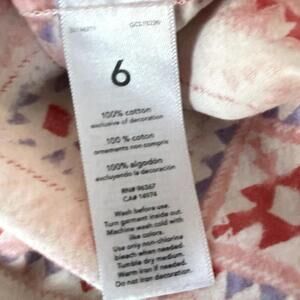 6
100% cotton
exclusive of decoration
100 % coton
ornements non compris
100% algodón
excluyendo la decoración
RN# 96367
CA# 16974
Wash before use.
Turn garment inside out.
Machine wash cold with
like colors.
Use only non-chlorine
bleach when needed.
Tumble dry medium.
Warm iron if needed.
Do not iron decoration.